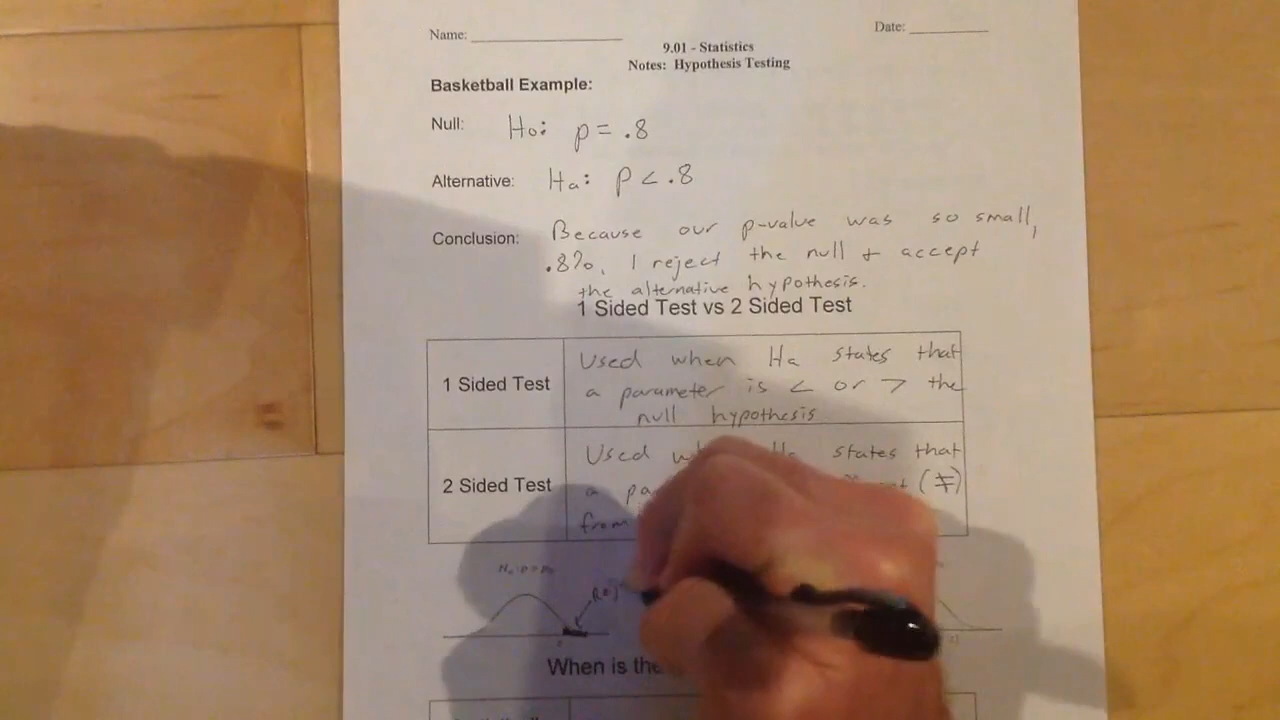 Name: Date:
9.01 - Statistics
Notes: Hypothesis Testing
Basketball Example:
Null: Ho: p = .8
Alternative: Ha: p < .8
Conclusion: Because our p-value was so small,
.8%, I reject the null + accept
the alternative hypothesis.
1 Sided Test vs 2 Sided Test
1 Sided Test
Used when Ha states that
a parameter is < or > the
null hypothesis
2 Sided Test
Used Ha states that
a (≠)
from
When is the